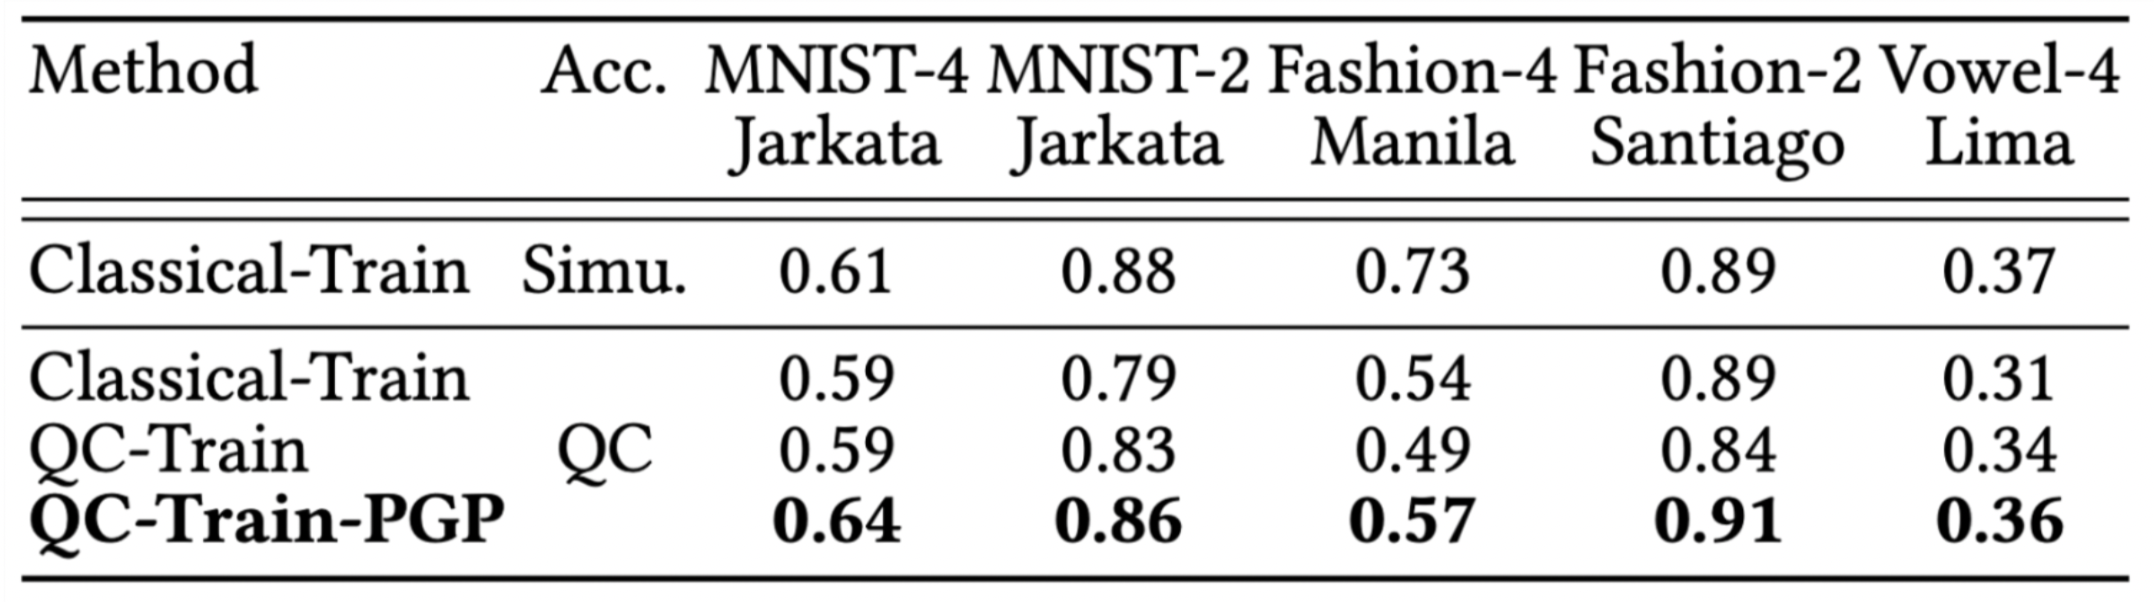 Method Acc. MNIST-4 MNIST-2 Fashion-4 Fashion-2 Vowel-4
Jarkata Jarkata Manila Santiago Lima
Classical-Train Simu. 0.61 0.88 0.73 0.89 0.37
Classical-Train 0.59 0.79 0.54 0.89 0.31
QC-Train QC 0.59 0.83 0.49 0.84 0.34
QC-Train-PGP 0.64 0.86 0.57 0.91 0.36